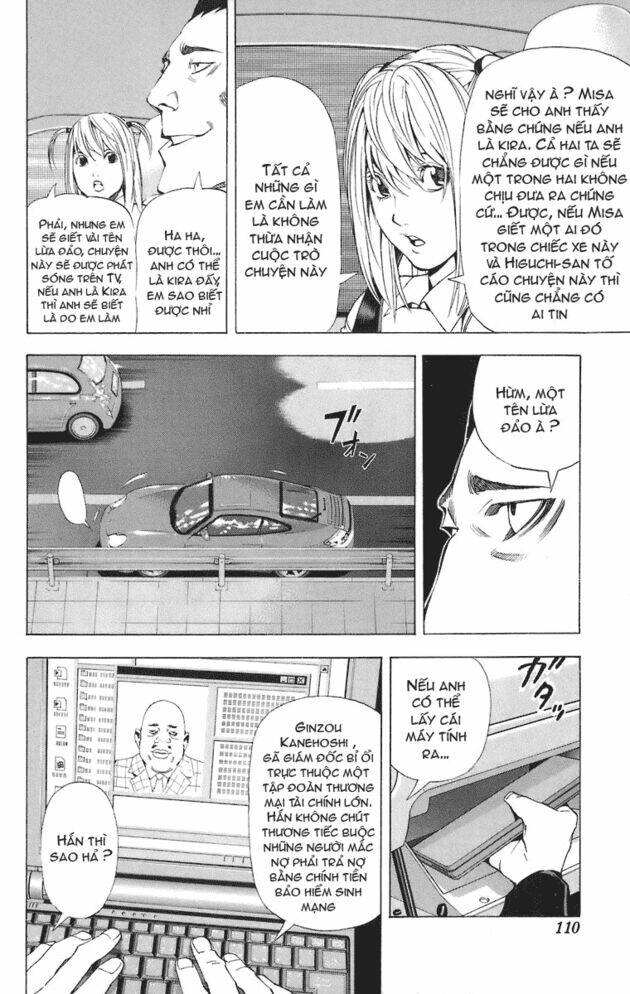 NGHĨ VẬY À ? MISA
SẼ CHO ANH THẤY
BẰNG CHỨNG NẾU ANH
LÀ KIRA. CẢ HAI TA SẼ
CHẲNG ĐƯỢC GÌ NẾU
MỘT TRONG HAI KHÔNG
CHỊU ĐƯA RA CHỨNG
CỨ... ĐƯỢC, NẾU MISA
GIẾT MỘT AI ĐÓ
TRONG CHIẾC XE NÀY
VÀ HIGUCHI-SAN TỐ
CÁO CHUYỆN NÀY THÌ
CŨNG CHẲNG CÓ
AI TIN
TẤT CẢ
NHỮNG GÌ
EM CẦN LÀM
LÀ KHÔNG
THỪA NHẬN
CUỘC TRÒ
CHUYỆN NÀY
HA HA,
ĐƯỢC THÔI...
ANH CÓ THỂ
LÀ KIRA ĐẤY,
EM SAO BIẾT
ĐƯỢC NHỈ
PHẢI, NHƯNG EM
SẼ GIẾT VÀI TÊN
LỪA ĐẢO, CHUYỆN
NÀY SẼ ĐƯỢC PHÁT
SÓNG TRÊN TV,
NẾU ANH LÀ KIRA
THÌ ANH SẼ BIẾT
LÀ DO EM LÀM
HỪM, MỘT
TÊN LỪA
ĐẢO À ?
ブオン
ガタ
NẾU ANH
CÓ THỂ
LẤY CÁI
MÁY TÍNH
RA...
GINZOU
KANEHOSHI ,
GÃ GIÁM ĐỐC BỈ ỔI
TRỰC THUỘC MỘT
TẬP ĐOÀN THƯƠNG
MẠI TÀI CHÍNH LỚN.
HẮN KHÔNG CHÚT
THƯƠNG TIẾC BUỘC
NHỮNG NGƯỜI MẮC
NỢ PHẢI TRẢ NỢ
BẰNG CHÍNH TIỀN
BẢO HIỂM SINH
MẠNG
HẮN THÌ
SAO HẢ ?
110